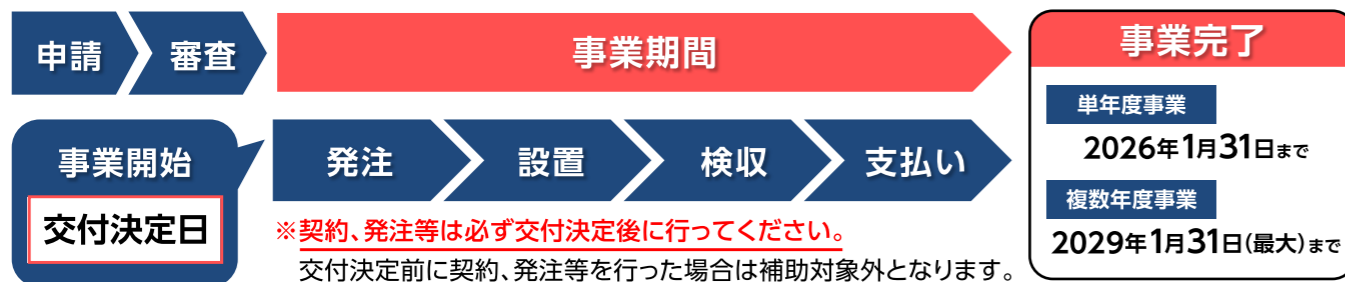 申請
審査
事業期間
事業完了
単年度事業
2026年1月31日まで
複数年度事業
2029年1月31日(最大)まで
事業開始
交付決定日
発注
設置
検収
支払い
※契約、発注等は必ず交付決定後に行ってください。
交付決定前に契約、発注等を行った場合は補助対象外となります。